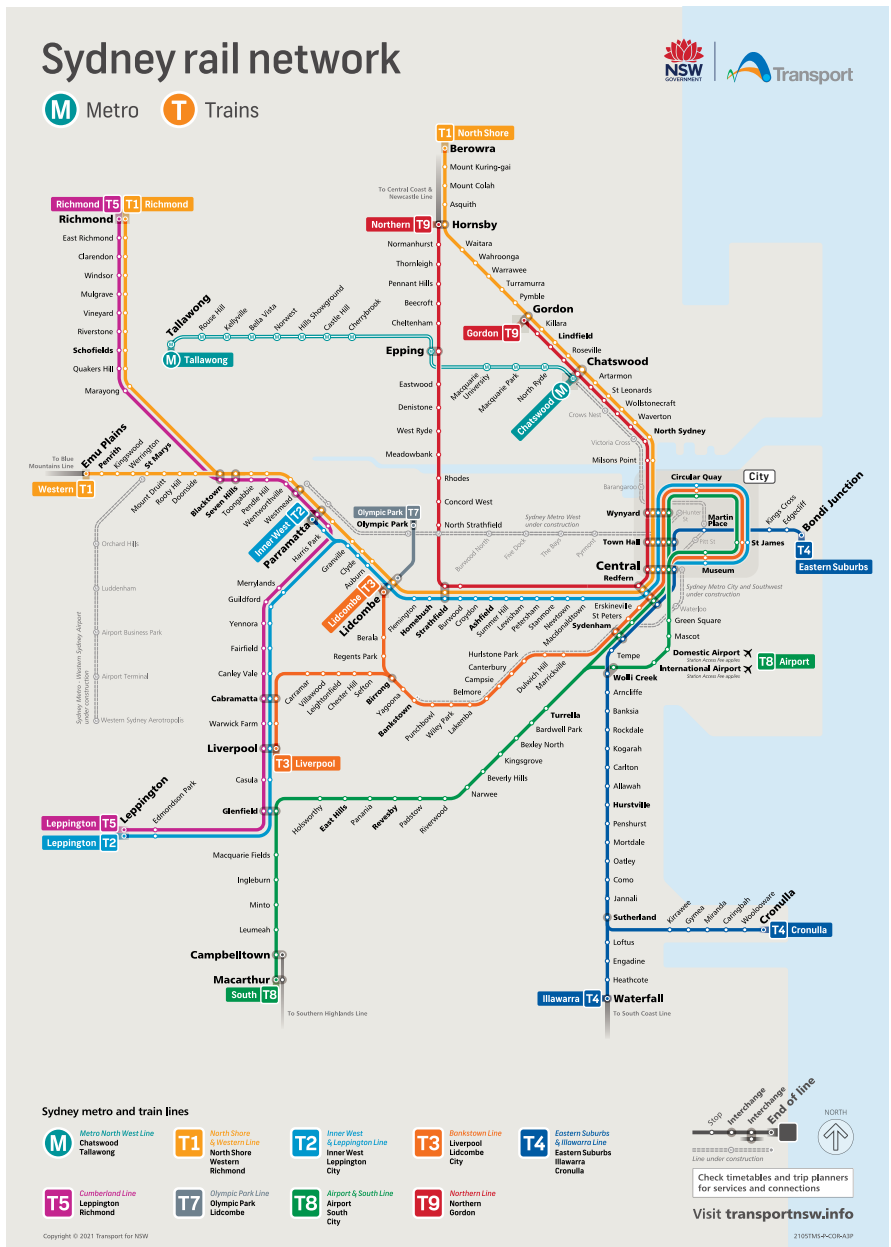 Sydney rail network
NSW
GOVERNMENT
Transport
M Metro
T Trains
T1 North Shore
Berowra
Mount Kuring-gai
Mount Colah
Asquith
To Central Coast &
Newcastle Line
Northern T9
Hornsby
Normanhurst
Thornleigh
Pennant Hills
Beecroft
Cheltenham
Epping
Eastwood
Denistone
West Ryde
Meadowbank
Rhodes
Concord West
North Strathfield
Waitara
Wahroonga
Warrawee
Turramurra
Pymble
Gordon
Gordon T9
Killara
Lindfield
Roseville
Chatswood
Chatswood M
Artarmon
St Leonards
Wollstonecraft
Waverton
North Sydney
Milsons Point
Crows Nest
Victoria Cross
Barangaroo
Richmond T5
T1 Richmond
Richmond
East Richmond
Clarendon
Windsor
Mulgrave
Vineyard
Riverstone
Schofields
Quakers Hill
Marayong
Tallawong
M Tallawong
Rouse Hill
Kellyville
Bella Vista
Norwest
Hills Showground
Castle Hill
Cherrybrook
Macquarie
University
Macquarie Park
North Ryde
To Blue
Mountains Line
Western T1
Emu Plains
Penrith
Kingswood
Werrington
St Marys
Mount Druitt
Rooty Hill
Doonside
Blacktown
Seven Hills
Toongabbie
Pendle Hill
Wentworthville
Westmead
Inner West T2
Parramatta
Harris Park
Granville
Clyde
Auburn
Lidcombe T3
Lidcombe
Olympic Park T7
Olympic Park
Flemington
Homebush
Strathfield
Burwood
Croydon
Ashfield
Summer Hill
Lewisham
Petersham
Stanmore
Newtown
Macdonaldtown
Sydney Metro West
under construction
Burwood North
Five Dock
The Bays
Pyrmont
Circular Quay
City
Wynyard
Hunter
St
Martin
Place
Town Hall
Pitt St
St James
Central
Museum
Redfern
Kings Cross
Edgecliff
Bondi Junction
T4
Eastern Suburbs
Sydney Metro City and Southwest
under construction
Waterloo
Green Square
Mascot
Domestic Airport
Station Access Fee applies
International Airport
Station Access Fee applies
T8 Airport
Erskineville
St Peters
Sydenham
Tempe
Wolli Creek
Arncliffe
Banksia
Rockdale
Kogarah
Carlton
Allawah
Hurstville
Penshurst
Mortdale
Oatley
Como
Jannali
Sutherland
Loftus
Engadine
Heathcote
Illawarra T4
Waterfall
To South Coast Line
Kirrawee
Gymea
Miranda
Caringbah
Woolooware
Cronulla
T4 Cronulla
Orchard Hills
Luddenham
Airport Business Park
Airport Terminal
Western Sydney Aerotropolis
Sydney Metro - Western Sydney Airport
under construction
Merrylands
Guildford
Yennora
Fairfield
Canley Vale
Cabramatta
Warwick Farm
Liverpool
T3 Liverpool
Casula
Glenfield
Leppington
Edmondson Park
Leppington T5
Leppington T2
Berala
Regents Park
Carramar
Villawood
Leightonfield
Chester Hill
Sefton
Birrong
Yagoona
Bankstown
Punchbowl
Wiley Park
Lakemba
Belmore
Campsie
Canterbury
Hurlstone Park
Dulwich Hill
Marrickville
Turrella
Bardwell Park
Bexley North
Kingsgrove
Beverly Hills
Narwee
Riverwood
Padstow
Revesby
Panania
East Hills
Holsworthy
Macquarie Fields
Ingleburn
Minto
Leumeah
Campbelltown
Macarthur
South T8
To Southern Highlands Line
Sydney metro and train lines
M
Metro North West Line
Chatswood
Tallawong
T1
North Shore
& Western Line
North Shore
Western
Richmond
T2
Inner West
& Leppington Line
Inner West
Leppington
City
T3
Bankstown Line
Liverpool
Lidcombe
City
T4
Eastern Suburbs
& Illawarra Line
Eastern Suburbs
Illawarra
Cronulla
T5
Cumberland Line
Leppington
Richmond
T7
Olympic Park Line
Olympic Park
Lidcombe
T8
Airport & South Line
Airport
South
City
T9
Northern Line
Northern
Gordon
Stop
Interchange
Interchange
End of line
Line under construction
NORTH
Check timetables and trip planners
for services and connections
Visit transportnsw.info
Copyright © 2021 Transport for NSW
2105TMS-P-COR-A3P